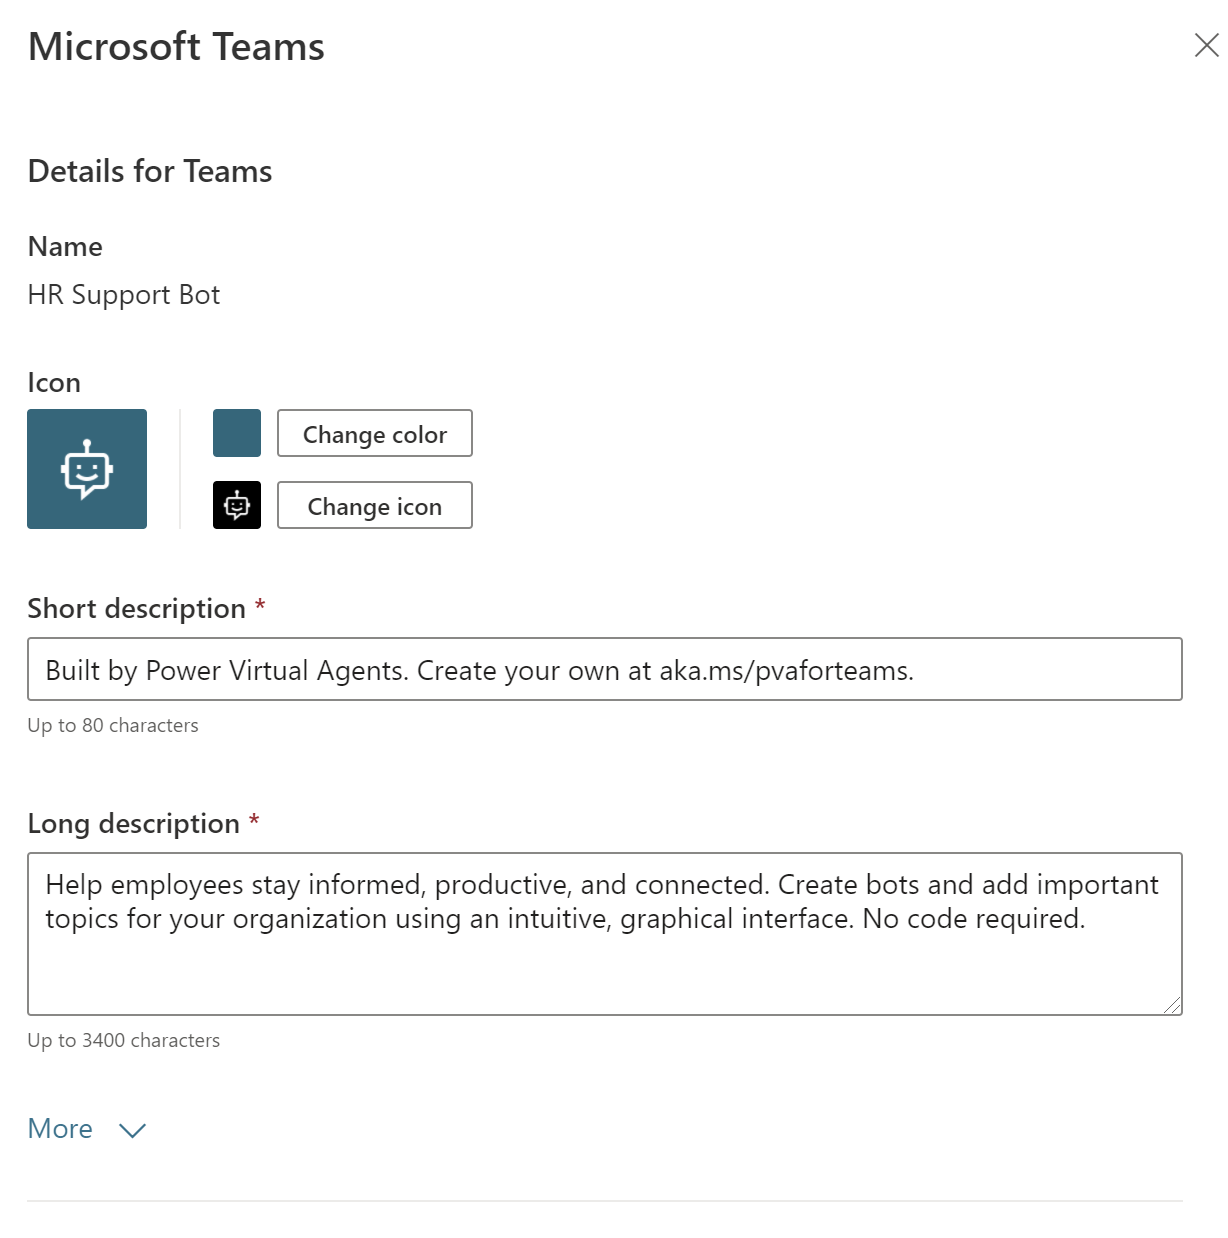 Microsoft Teams
Details for Teams
Name
HR Support Bot
Icon
Change color
Change icon
Short description *
Built by Power Virtual Agents. Create your own at aka.ms/pvaforteams.
Up to 80 characters
Long description *
Help employees stay informed, productive, and connected. Create bots and add important
topics for your organization using an intuitive, graphical interface. No code required.
Up to 3400 characters
More